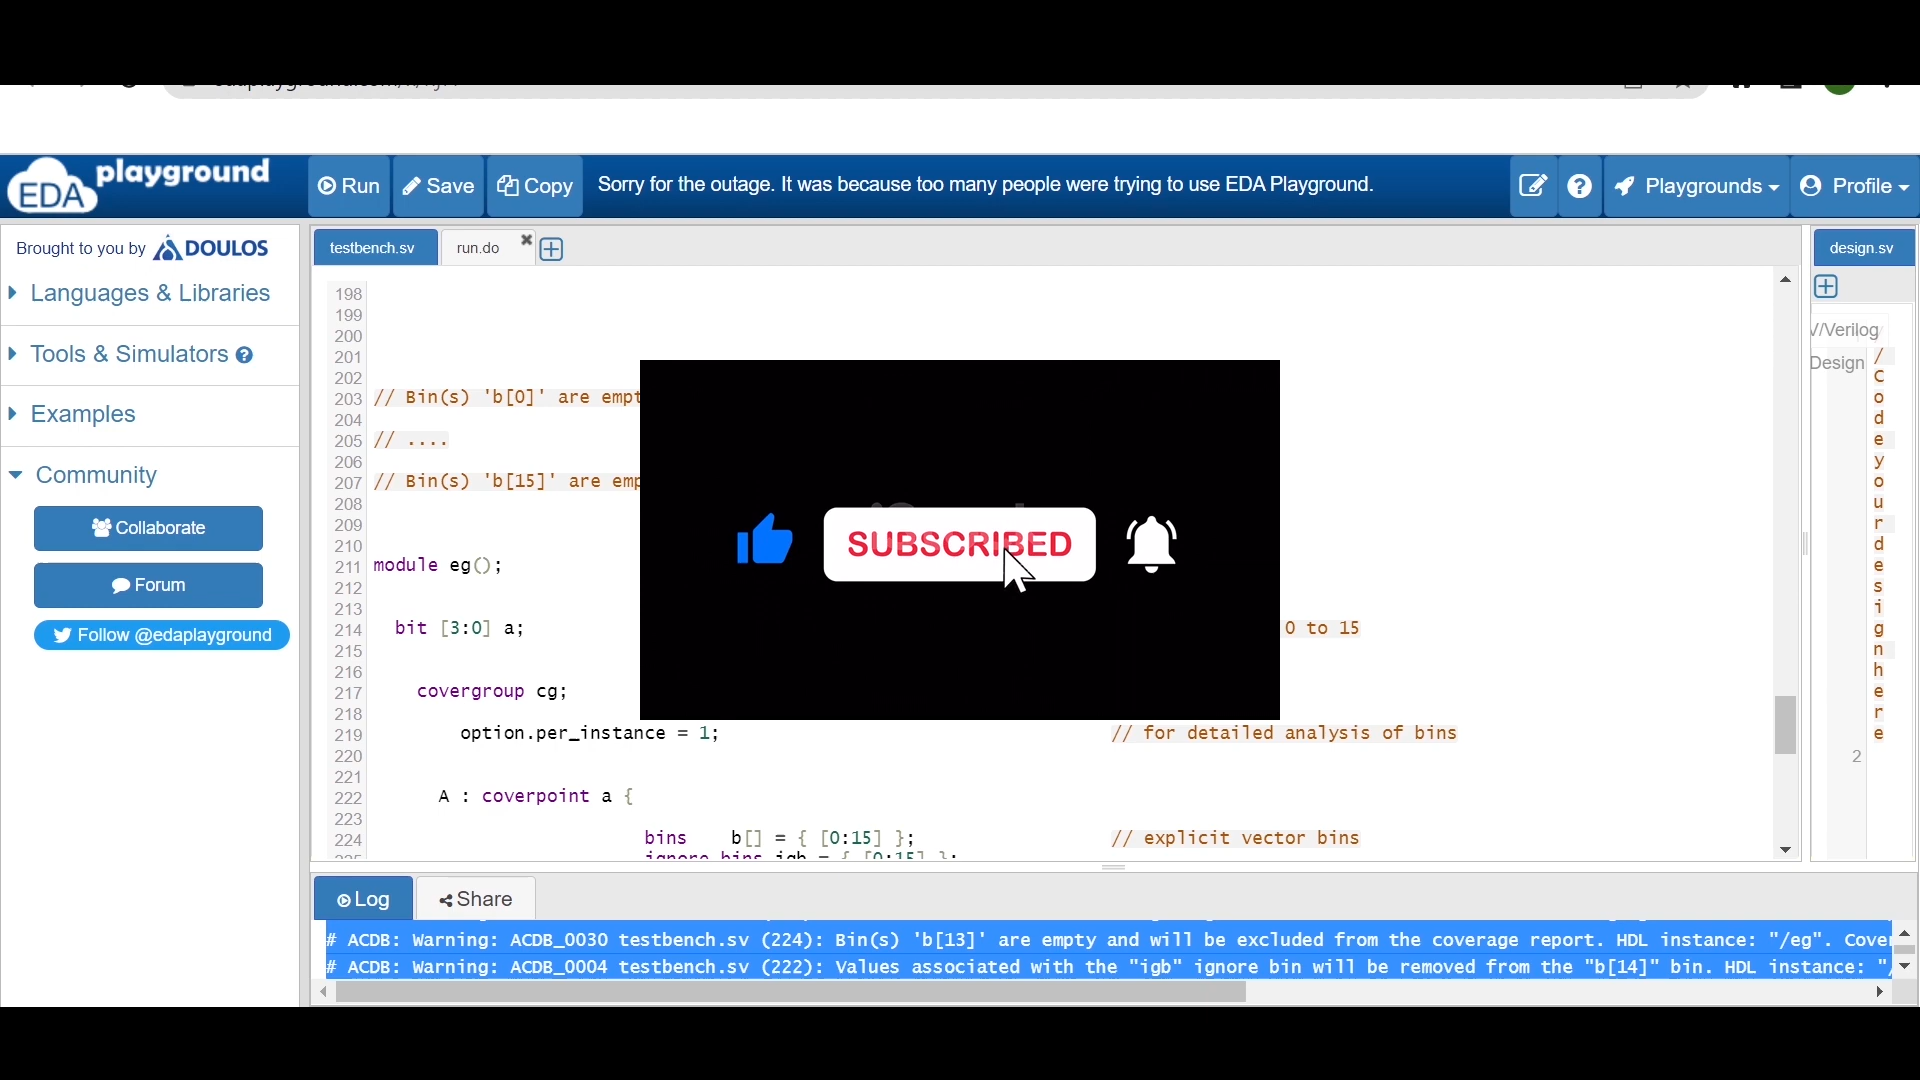 EDA playground
Run
Save
Copy
Sorry for the outage. It was because too many people were trying to use EDA Playground.
Playgrounds
Profile
Brought to you by DOULOS
Languages & Libraries
Tools & Simulators
Examples
Community
Collaborate
Forum
Follow @edaplayground
testbench.sv
run.do
198
199
200
201
202
203 // Bin(s) 'b[0]' are empt
204
205 // ....
206
207 // Bin(s) 'b[15]' are emp
208
209
210
211 module eg();
212
213
214 bit [3:0] a; 0 to 15
215
216
217 covergroup cg;
218
219 option.per_instance = 1; // for detailed analysis of bins
220
221
222 A : coverpoint a {
223
224 bins b[] = { [0:15] }; // explicit vector bins
225 ignore_bins igb = { [0:15] };
SUBSCRIBED
design.sv
V/Verilog
Design
/
C
o
d
e
y
o
u
r
d
e
s
i
g
n
h
e
r
e
2
Log
Share
# ACDB: Warning: ACDB_0030 testbench.sv (224): Bin(s) 'b[13]' are empty and will be excluded from the coverage report. HDL instance: "/eg". Cover
# ACDB: Warning: ACDB_0004 testbench.sv (222): Values associated with the "igb" ignore bin will be removed from the "b[14]" bin. HDL instance: "/